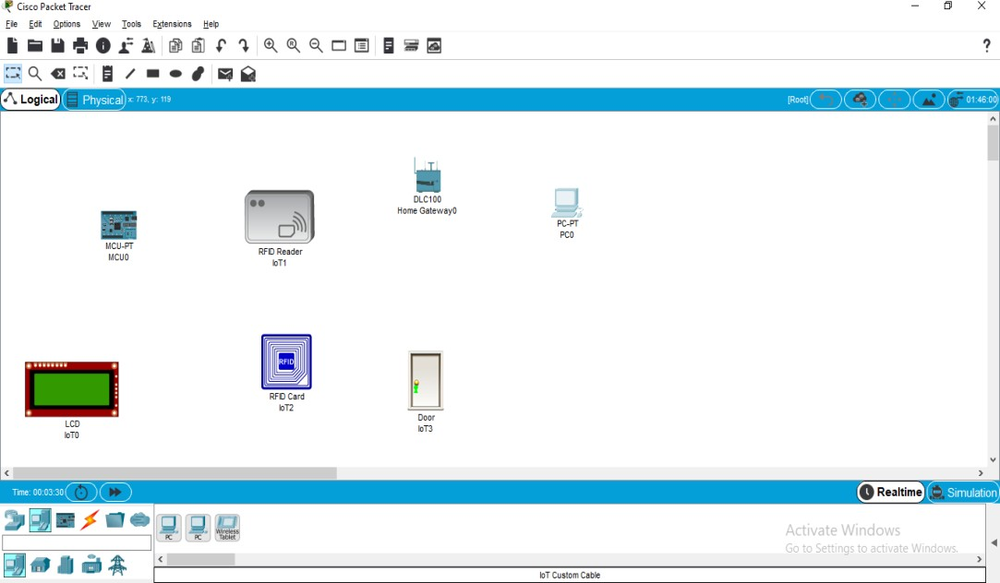 Cisco Packet Tracer
File Edit Options View Tools Extensions Help
?
Logical Physical x: 773, y: 119 [Root] 01:46:00
DLC100
Home Gateway0
PC-PT
PC0
MCU-PT
MCU0
RFID Reader
IoT1
RFID
RFID Card
IoT2
LCD
IoT0
Door
IoT3
Time: 00:03:30 Realtime Simulation
PC PC Wireless Tablet
Activate Windows
Go to Settings to activate Windows.
IoT Custom Cable